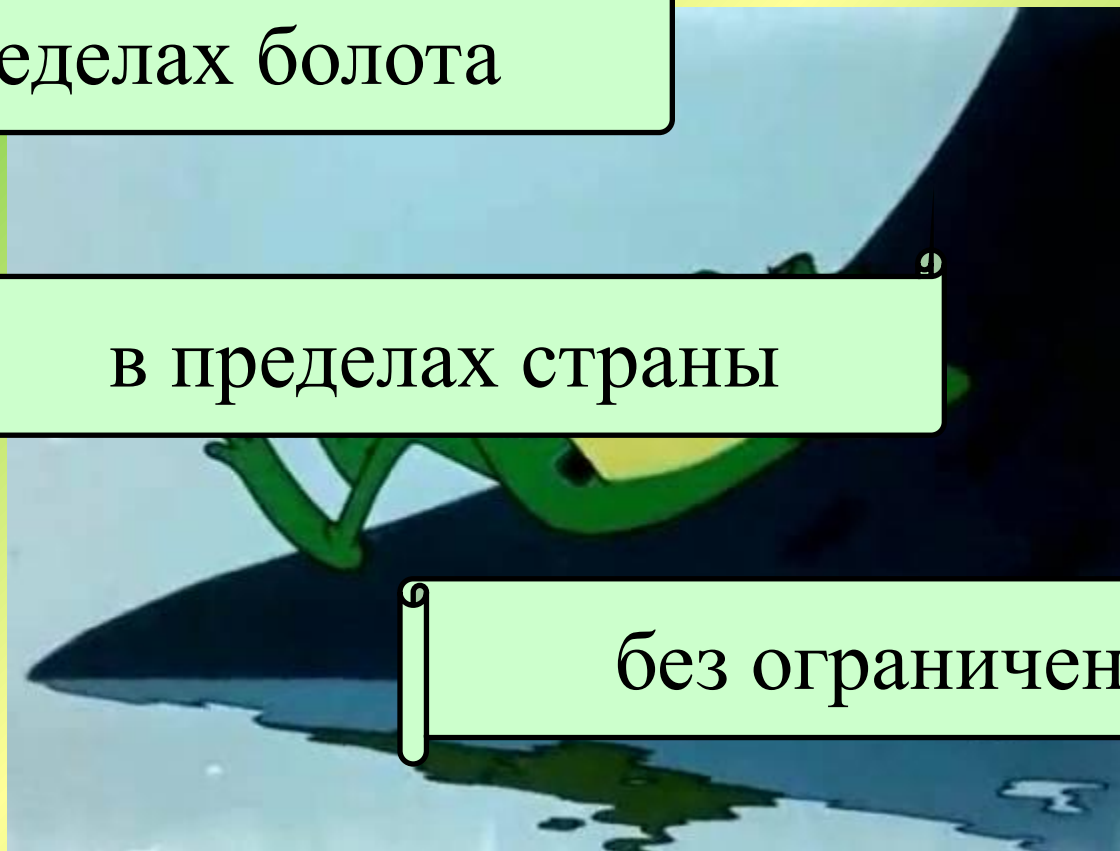 еделах болота
в пределах страны
без ограничен